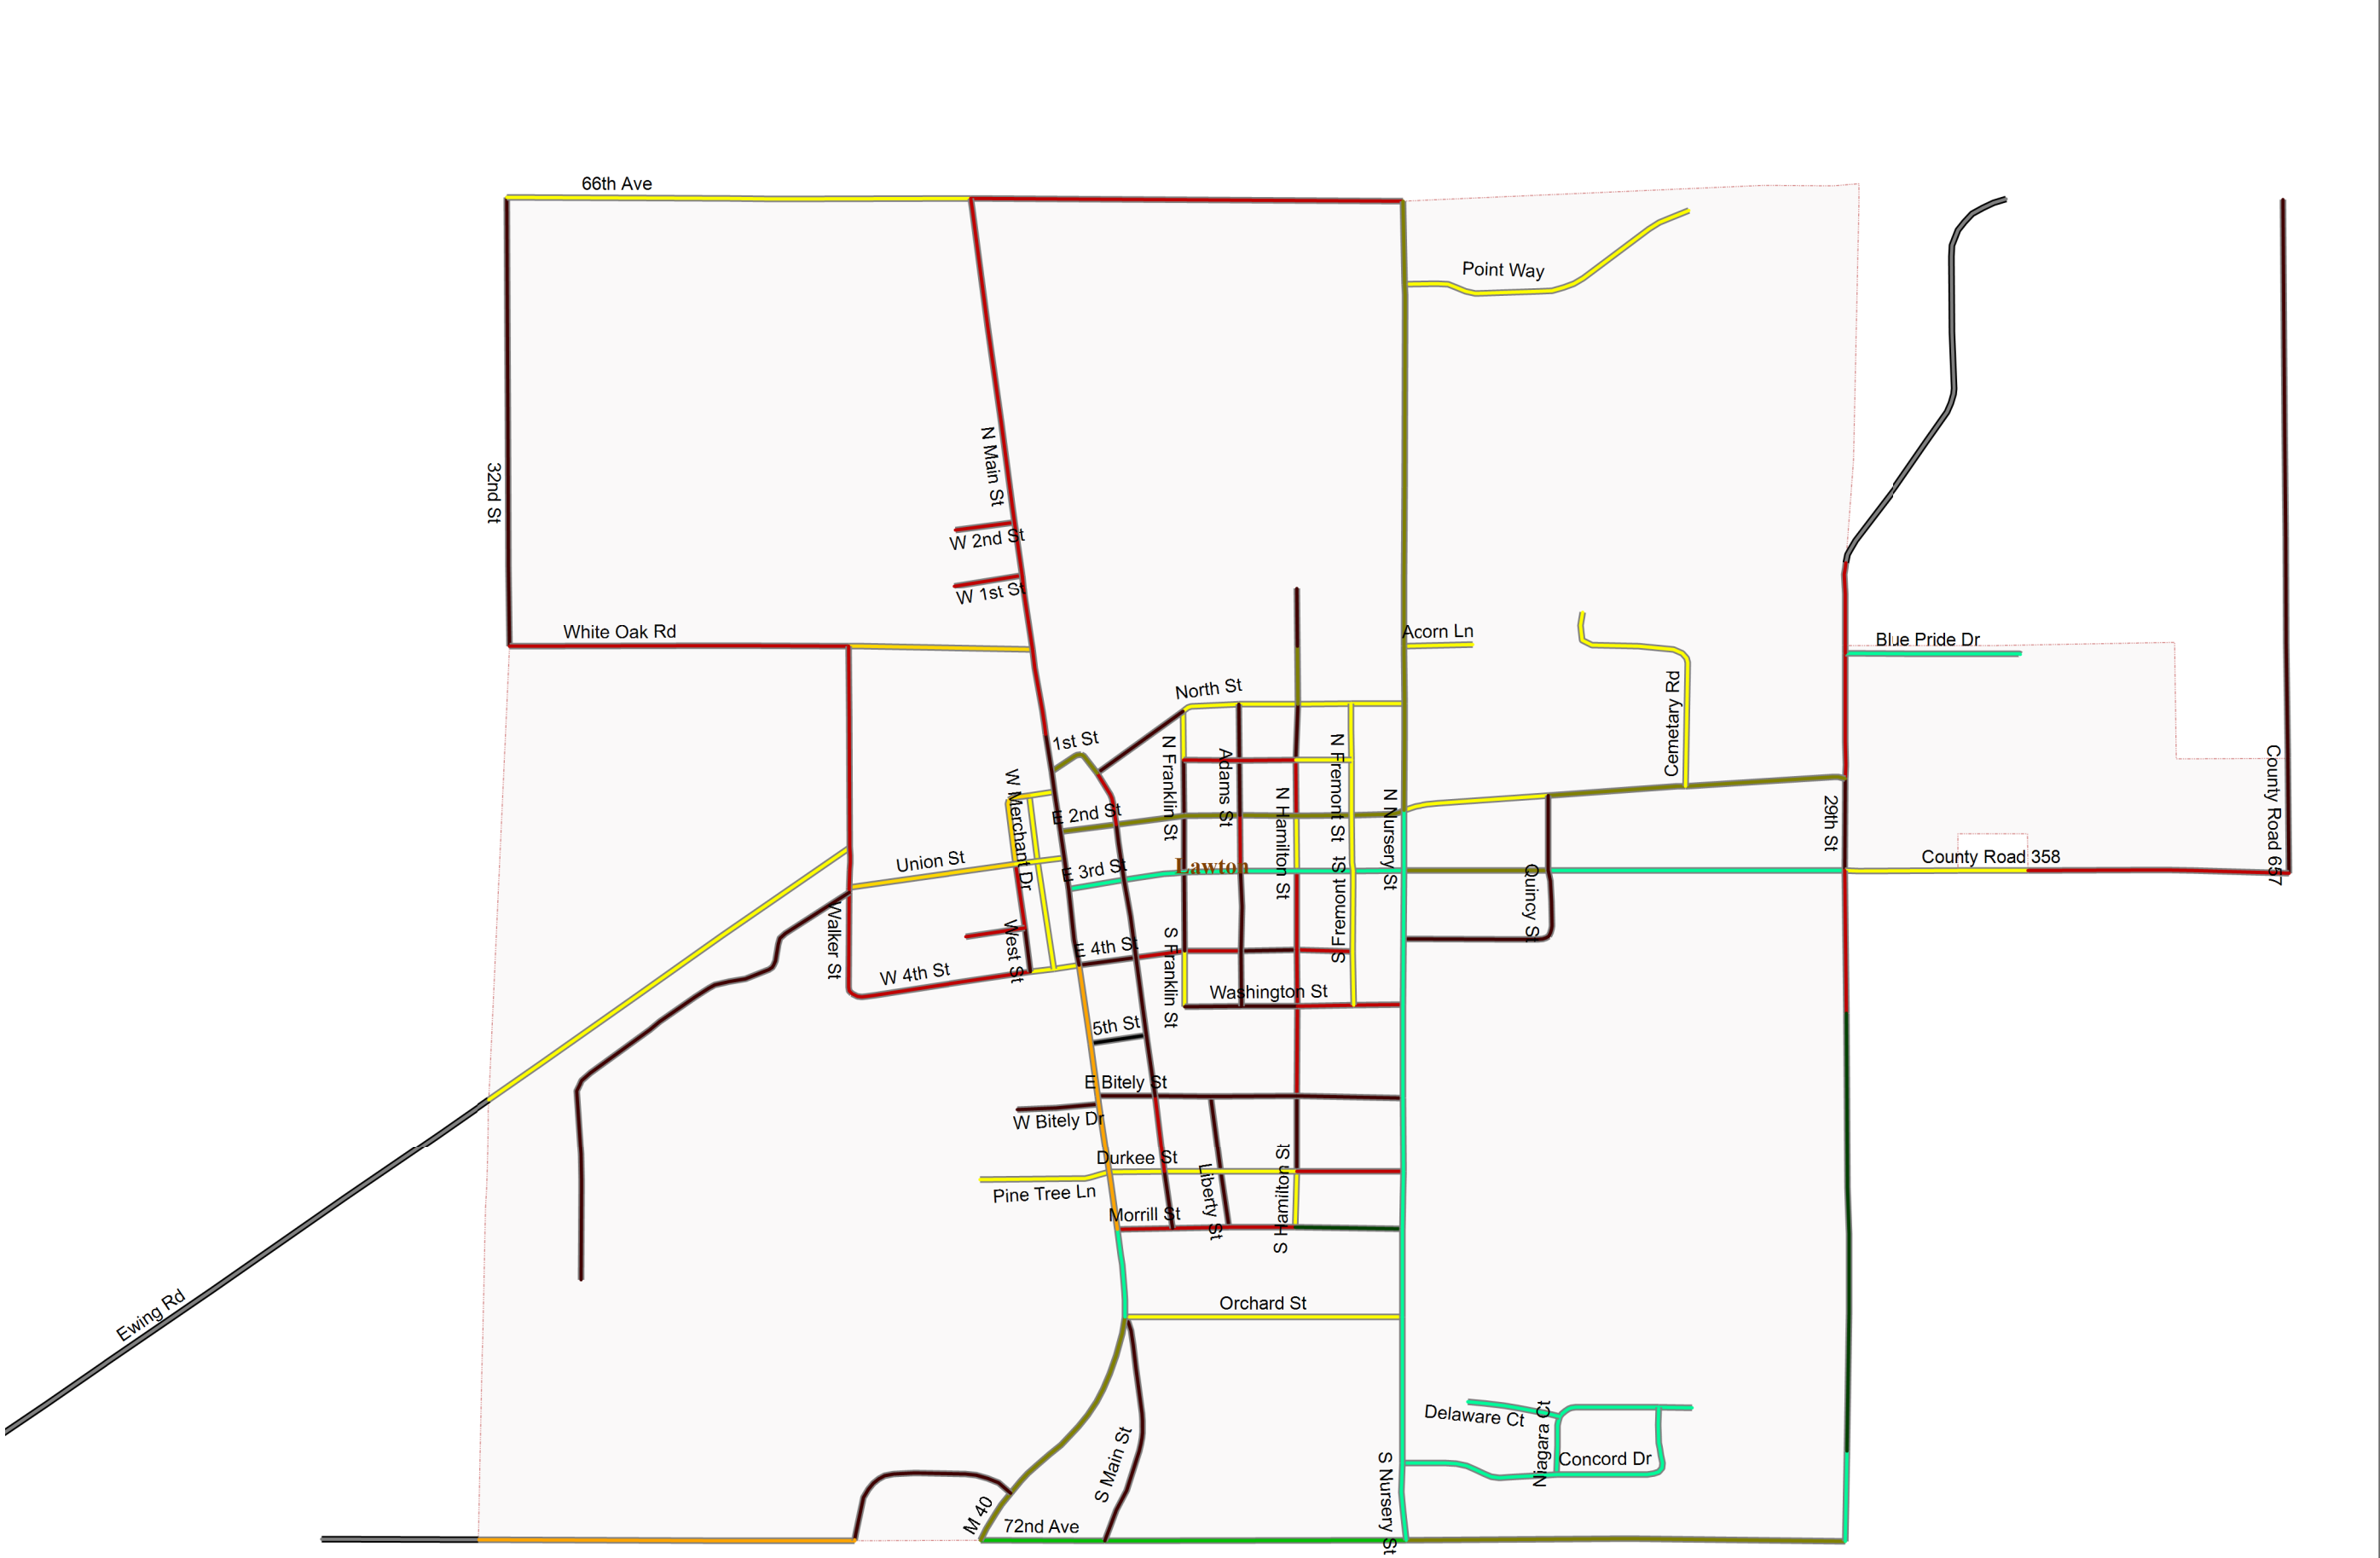 66th Ave
Point Way
N Main St
32nd St
W 2nd St
W 1st St
White Oak Rd
Acorn Ln
Blue Pride Dr
North St
Cemetary Rd
1st St
N Franklin St
Adams St
N Fremont St
County Road 657
W Merchant Dr
E 2nd St
N Hamilton St
N Nursery St
29th St
Union St
E 3rd St
Lawton
County Road 358
S Fremont St
Quincy St
Walker St
West St
E 4th St
S Franklin St
W 4th St
Washington St
5th St
E Bitely St
W Bitely Dr
Durkee St
Pine Tree Ln
Liberty St
S Hamilton St
Morrill St
Ewing Rd
Orchard St
Delaware Ct
Niagara Ct
Concord Dr
S Main St
S Nursery St
M 40
72nd Ave